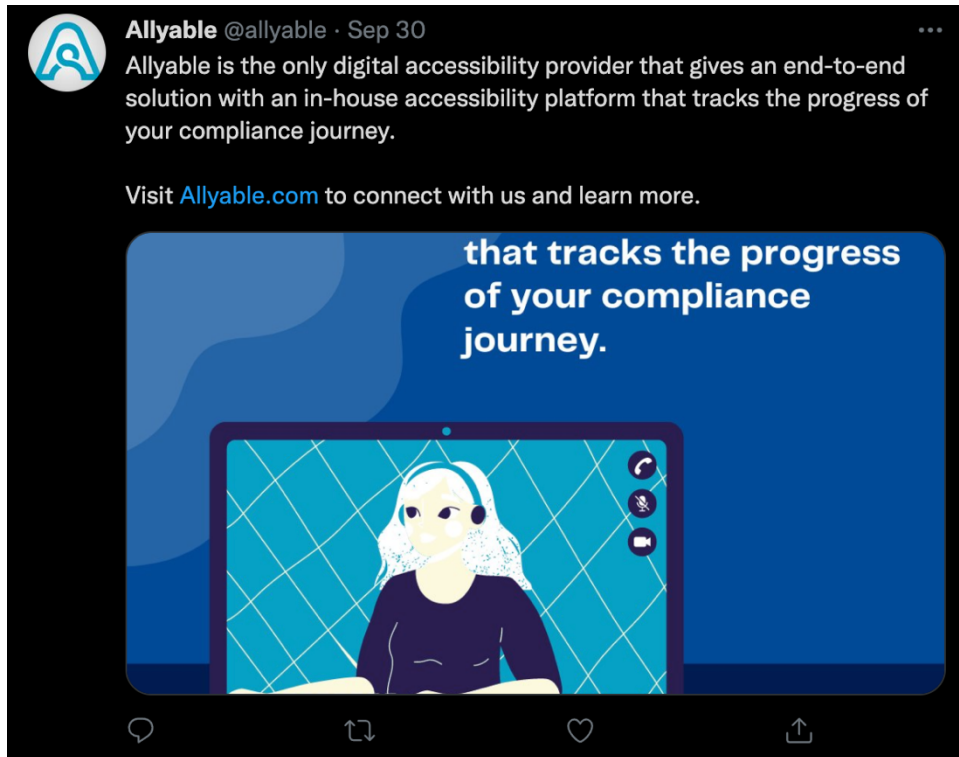 Allyable @allyable · Sep 30
Allyable is the only digital accessibility provider that gives an end-to-end
solution with an in-house accessibility platform that tracks the progress of
your compliance journey.
Visit Allyable.com to connect with us and learn more.
that tracks the progress
of your compliance
journey.